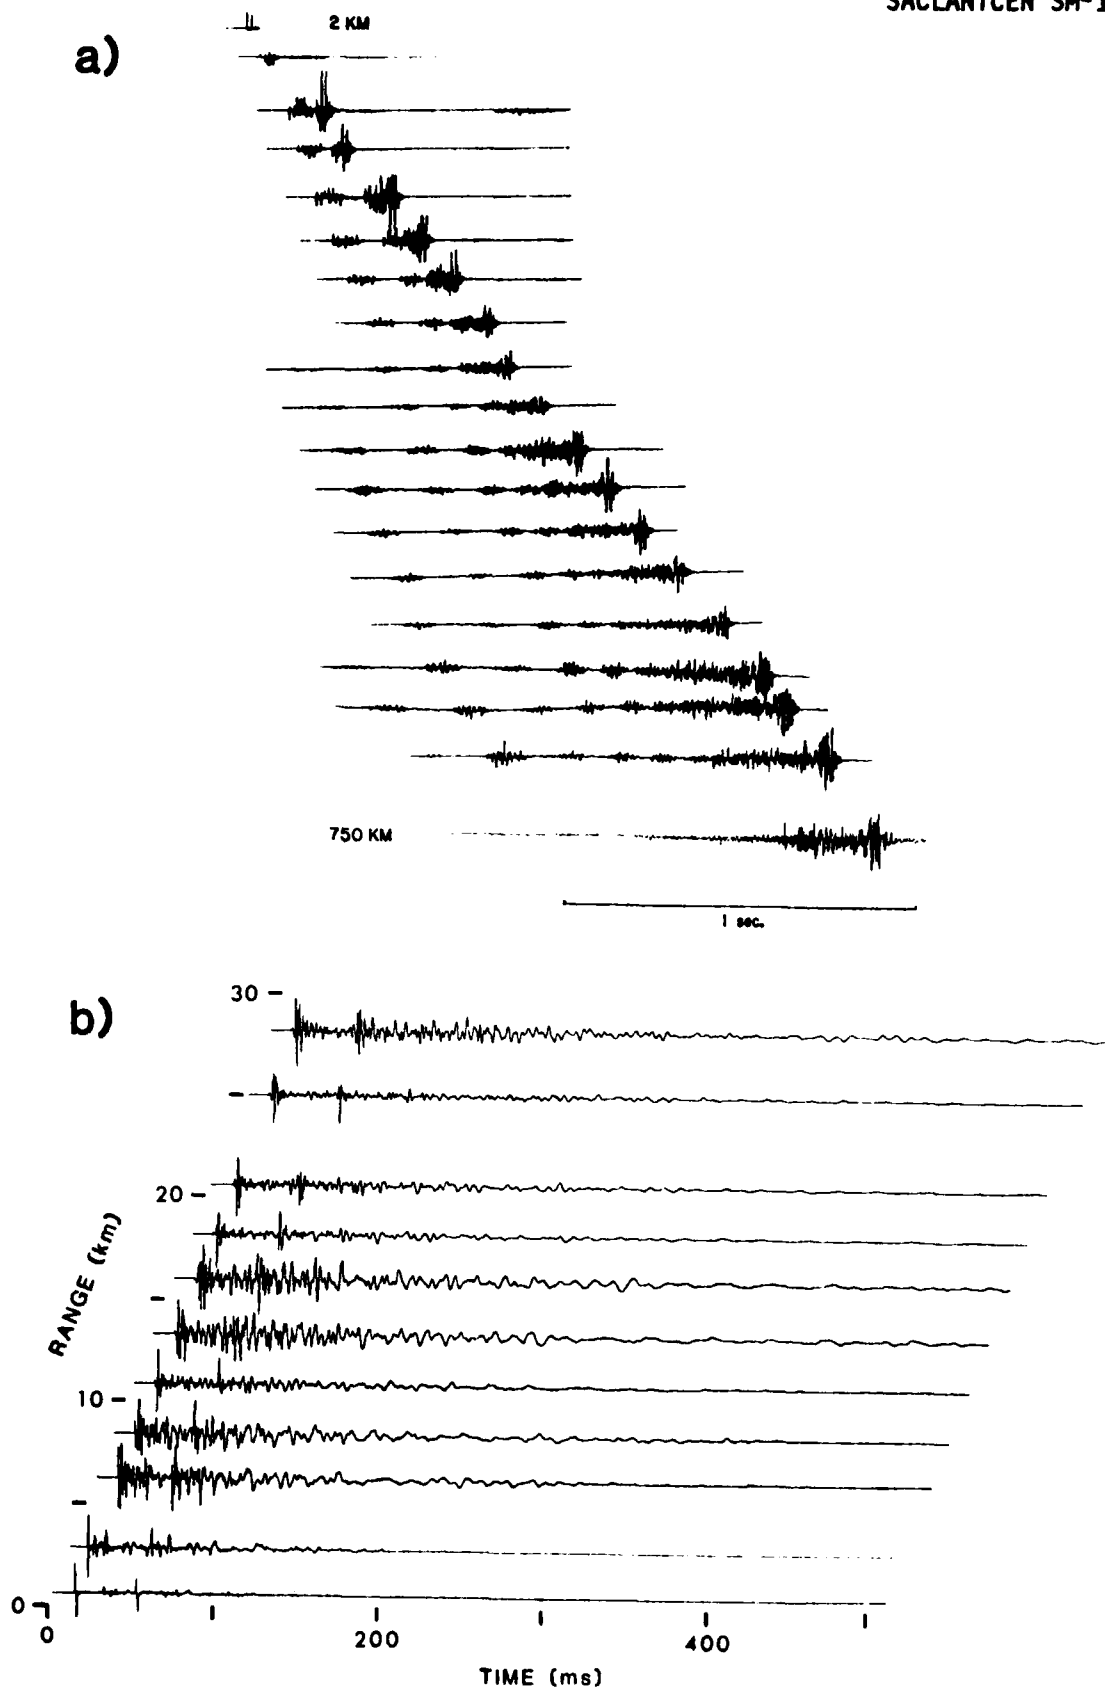 SACLANTCEN SM-1
a)
2 KM
750 KM
1 sec.
b)
30
20
RANGE (km)
10
0
0
200
400
TIME (ms)